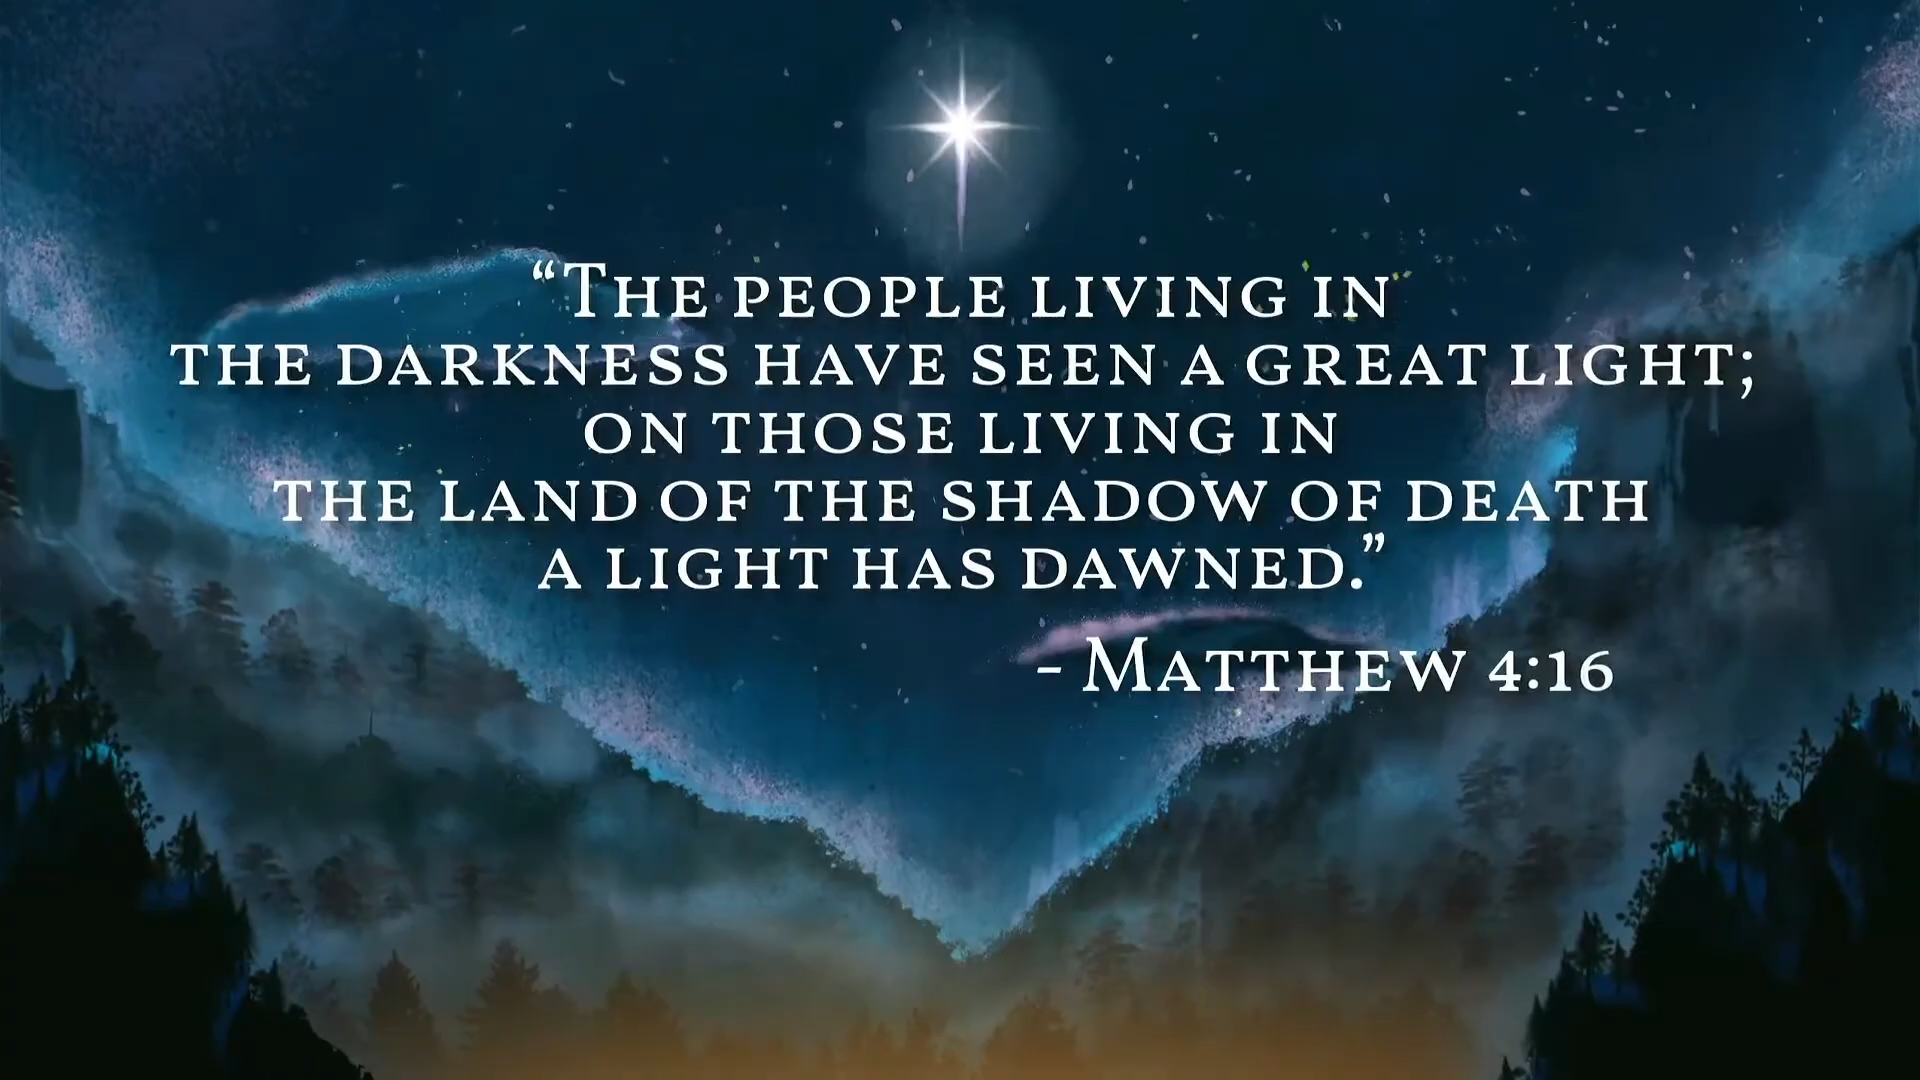 “The people living in
the darkness have seen a great light;
on those living in
the land of the shadow of death
a light has dawned.”
- Matthew 4:16